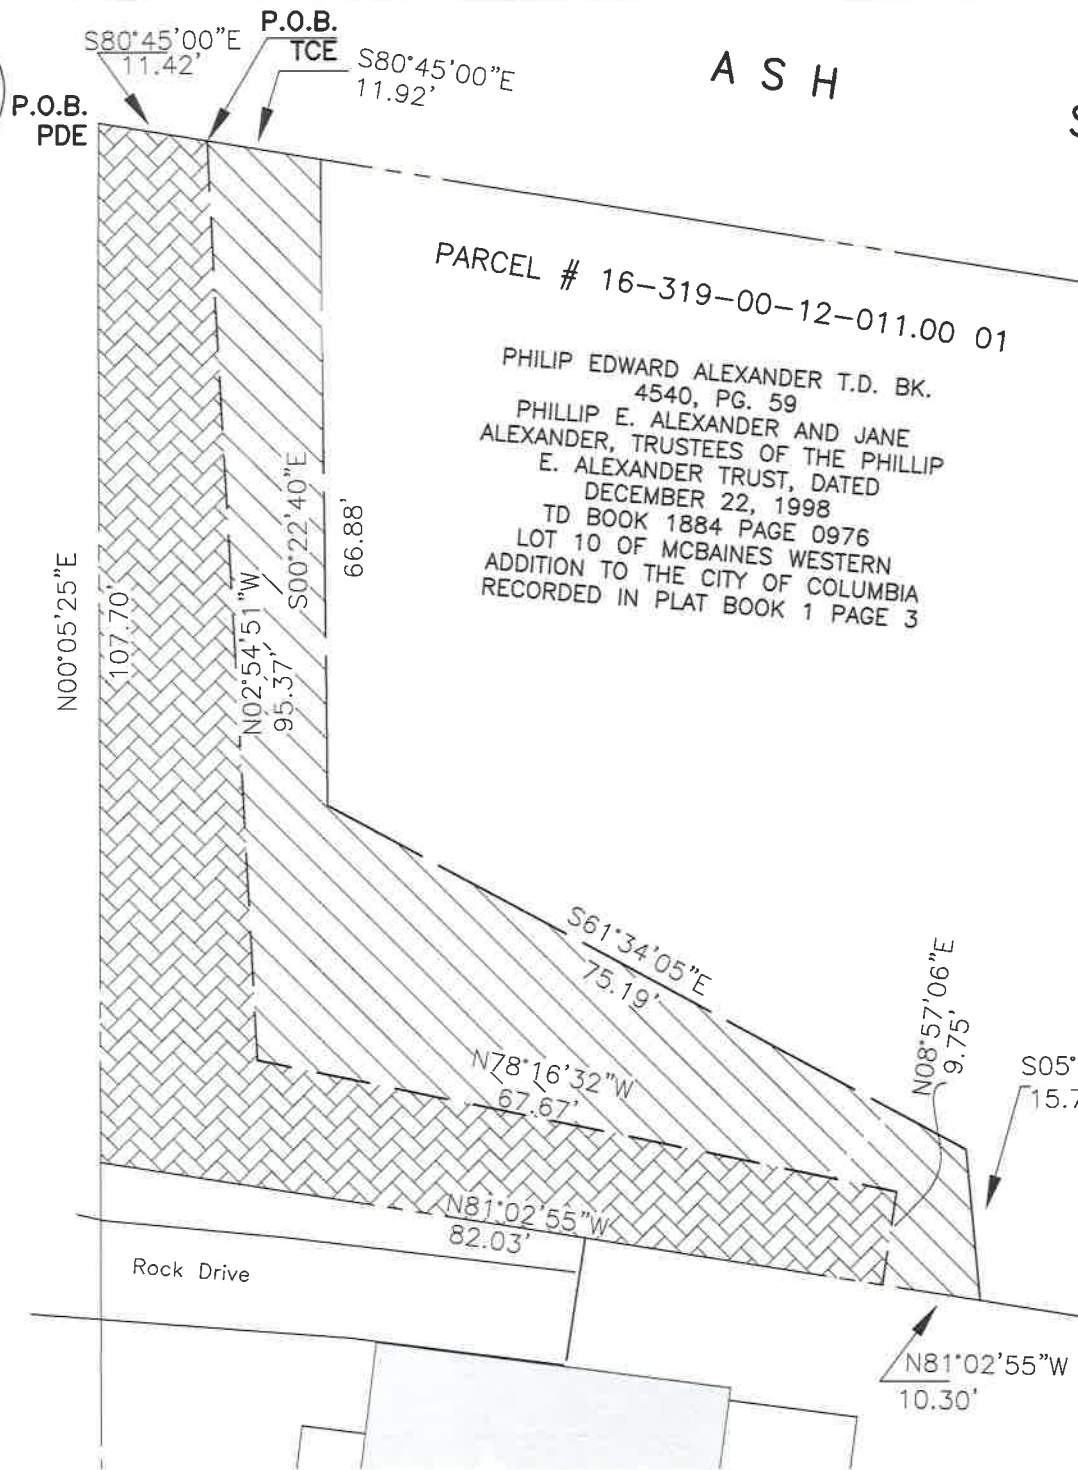 S80°45'00"E
11.42'
P.O.B.
TCE
S80°45'00"E
11.92'
A S H
S
P.O.B.
PDE
PARCEL # 16-319-00-12-011.00 01
PHILIP EDWARD ALEXANDER T.D. BK.
4540, PG. 59
PHILLIP E. ALEXANDER AND JANE
ALEXANDER, TRUSTEES OF THE PHILLIP
E. ALEXANDER TRUST, DATED
DECEMBER 22, 1998
TD BOOK 1884 PAGE 0976
LOT 10 OF MCBAINES WESTERN
ADDITION TO THE CITY OF COLUMBIA
RECORDED IN PLAT BOOK 1 PAGE 3
N00°05'25"E
107.70'
N02°54'51"W
95.37'
S00°22'40"E
66.88'
S61°34'05"E
75.19'
N08°57'06"E
9.75'
S05°
15.7
N78°16'32"W
67.67'
N81°02'55"W
82.03'
Rock Drive
N81°02'55"W
10.30'